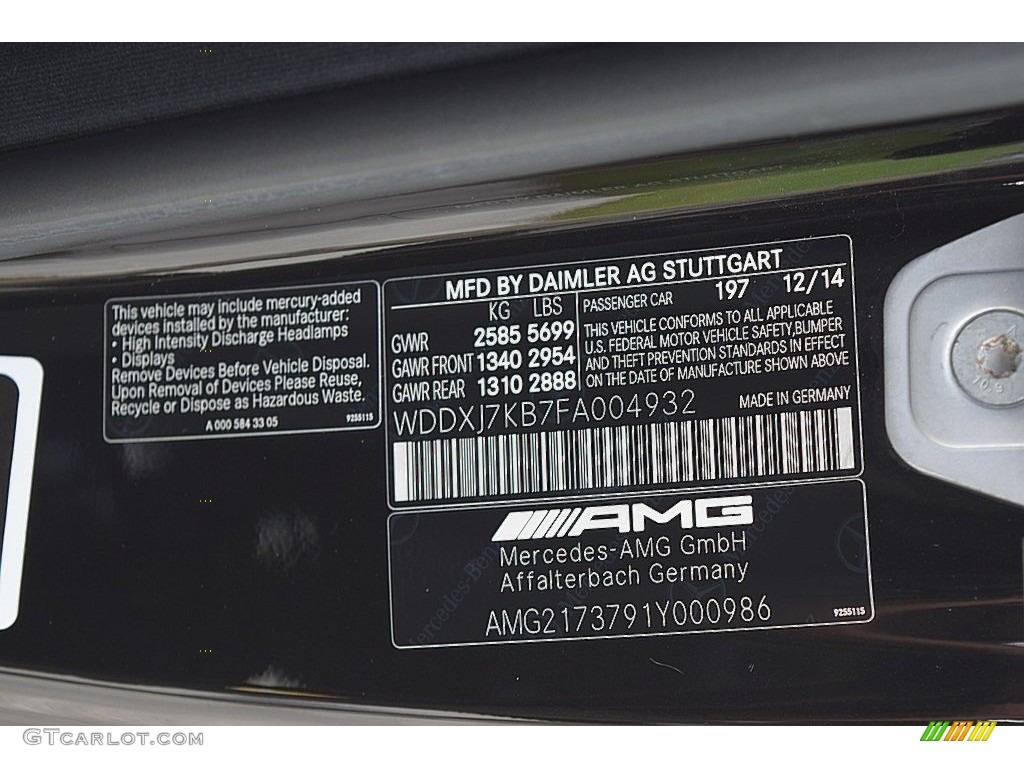 This vehicle may include mercury-added
devices installed by the manufacturer:
• High Intensity Discharge Headlamps
• Displays
Remove Devices Before Vehicle Disposal.
Upon Removal of Devices Please Reuse,
Recycle or Dispose as Hazardous Waste.
A 000 584 33 05
9255115
MFD BY DAIMLER AG STUTTGART
KG LBS
GWR 2585 5699
GAWR FRONT 1340 2954
GAWR REAR 1310 2888
PASSENGER CAR 197 12/14
THIS VEHICLE CONFORMS TO ALL APPLICABLE
U.S. FEDERAL MOTOR VEHICLE SAFETY,BUMPER
AND THEFT PREVENTION STANDARDS IN EFFECT
ON THE DATE OF MANUFACTURE SHOWN ABOVE
WDDXJ7KB7FA004932
MADE IN GERMANY
AMG
Mercedes-AMG GmbH
Affalterbach Germany
AMG2173791Y000986
9255115
GTCARLOT.COM